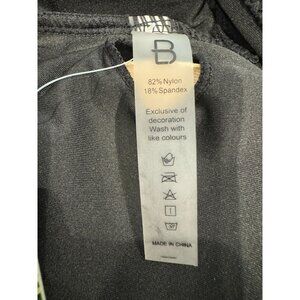 B
82% Nylon
18% Spandex
Exclusive of
decoration
Wash with
like colours
MADE IN CHINA